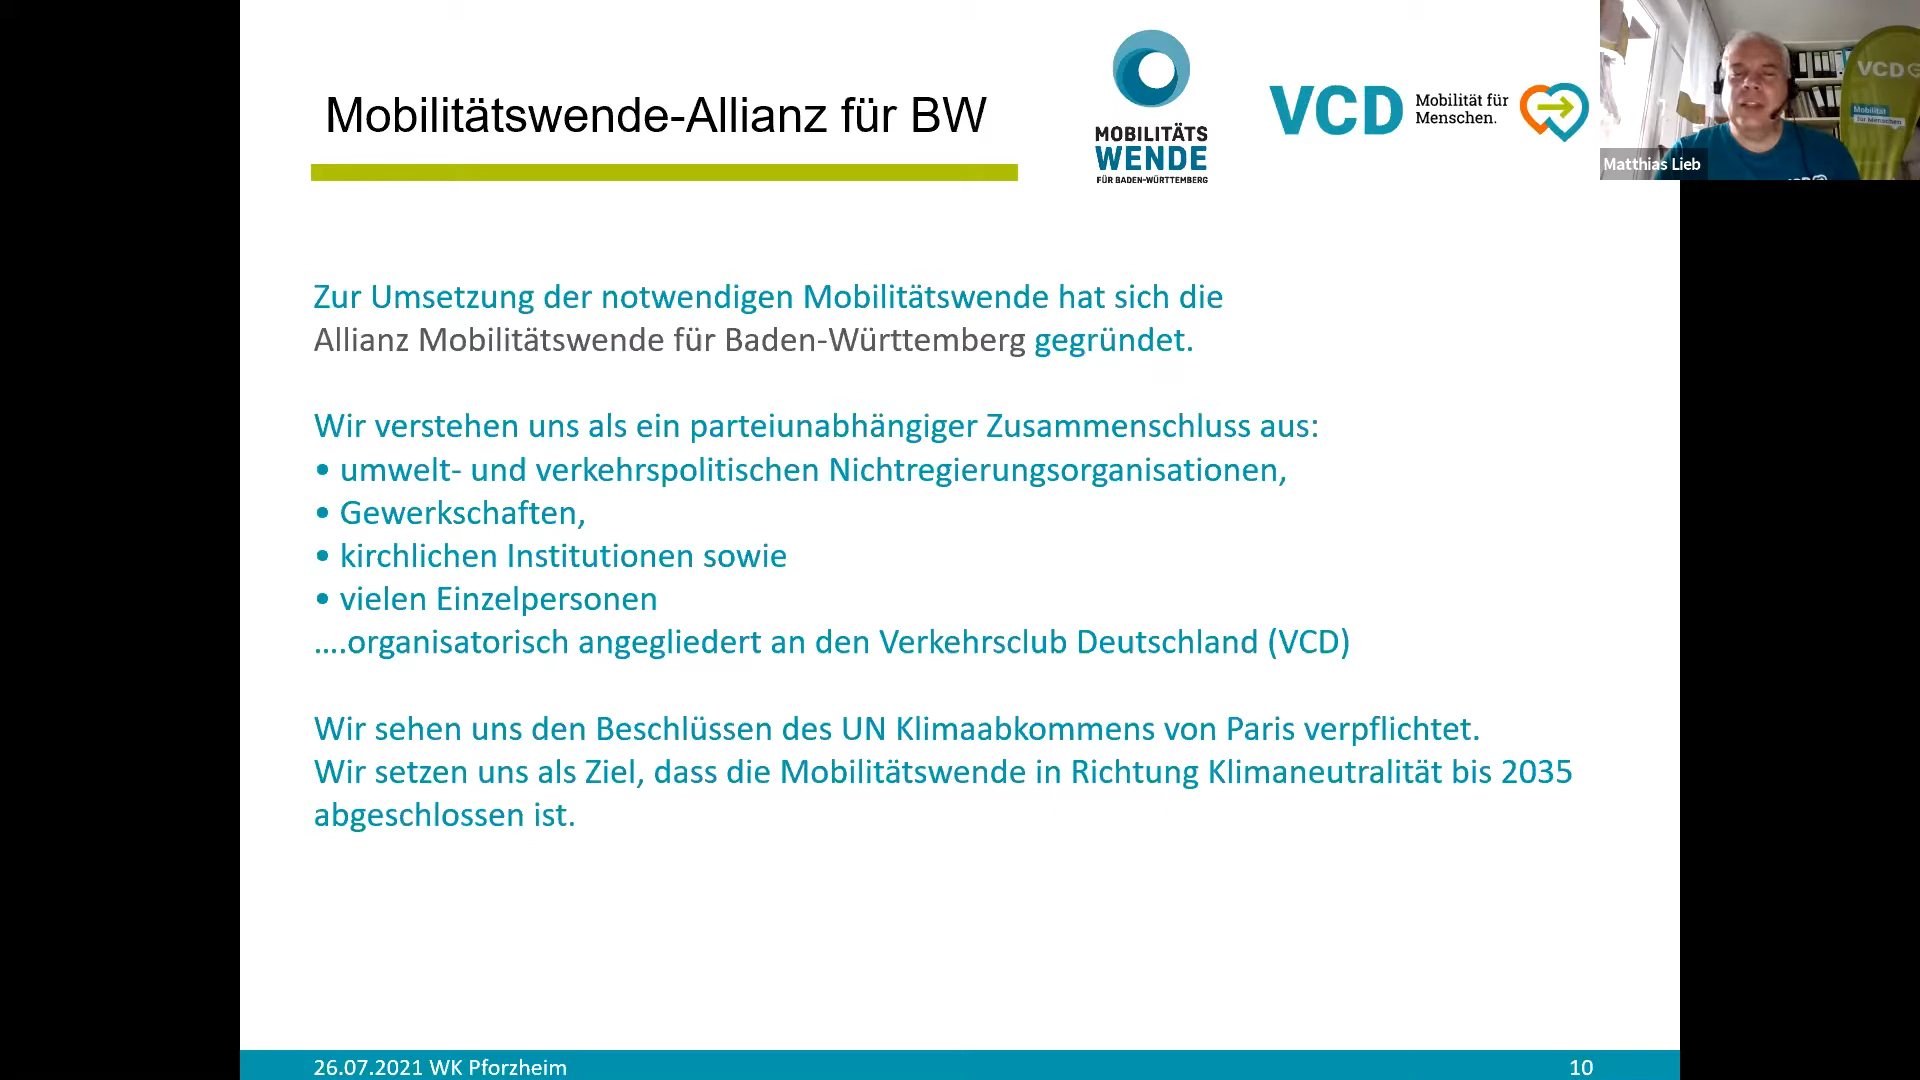 Mobilitätswende-Allianz für BW
MOBILITÄTS
WENDE
FÜR BADEN-WÜRTTEMBERG
VCD
Mobilität für
Menschen.
VCD
Mobilität
für Menschen
Matthias Lieb
Zur Umsetzung der notwendigen Mobilitätswende hat sich die
Allianz Mobilitätswende für Baden-Württemberg gegründet.
Wir verstehen uns als ein parteiunabhängiger Zusammenschluss aus:
• umwelt- und verkehrspolitischen Nichtregierungsorganisationen,
• Gewerkschaften,
• kirchlichen Institutionen sowie
• vielen Einzelpersonen
....organisatorisch angegliedert an den Verkehrsclub Deutschland (VCD)
Wir sehen uns den Beschlüssen des UN Klimaabkommens von Paris verpflichtet.
Wir setzen uns als Ziel, dass die Mobilitätswende in Richtung Klimaneutralität bis 2035
abgeschlossen ist.
26.07.2021 WK Pforzheim
10